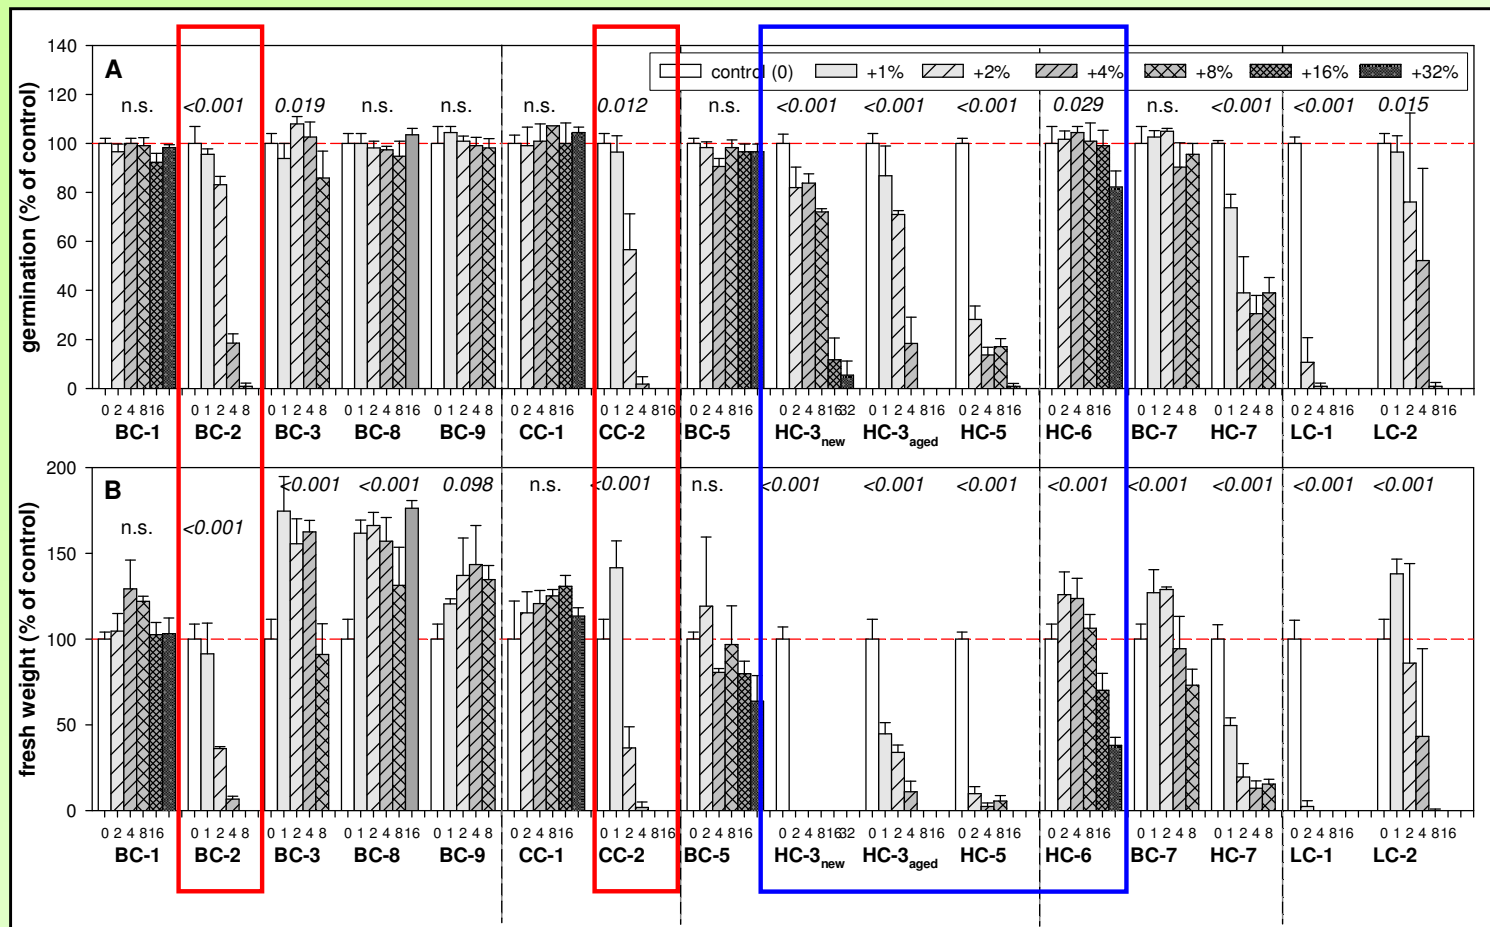 A
control (0) +1% +2% +4% +8% +16% +32%
n.s. <0.001 0.019 n.s. n.s. n.s. 0.012 n.s. <0.001 <0.001 <0.001 0.029 n.s. <0.001 <0.001 0.015
germination (% of control)
140
120
100
80
60
40
20
0
0 2 4 8 16 0 1 2 4 8 0 1 2 4 8 0 1 2 4 8 16 0 1 2 4 8 0 2 4 8 16 0 1 2 4 8 16 0 2 4 8 16 0 2 4 8 16 32 0 1 2 4 8 16 0 2 4 8 16 0 2 4 8 16 0 1 2 4 8 0 1 2 4 8 0 2 4 8 16 0 1 2 4 8 16
BC-1 BC-2 BC-3 BC-8 BC-9 CC-1 CC-2 BC-5 HC-3new HC-3aged HC-5 HC-6 BC-7 HC-7 LC-1 LC-2
B
n.s. <0.001 <0.001 <0.001 0.098 n.s. <0.001 n.s. <0.001 <0.001 <0.001 <0.001 <0.001 <0.001 <0.001 <0.001
fresh weight (% of control)
200
150
100
50
0
0 2 4 8 16 0 1 2 4 8 0 1 2 4 8 0 1 2 4 8 16 0 1 2 4 8 0 2 4 8 16 0 1 2 4 8 16 0 2 4 8 16 0 2 4 8 16 32 0 1 2 4 8 16 0 2 4 8 16 0 2 4 8 16 0 1 2 4 8 0 1 2 4 8 0 2 4 8 16 0 1 2 4 8 16
BC-1 BC-2 BC-3 BC-8 BC-9 CC-1 CC-2 BC-5 HC-3new HC-3aged HC-5 HC-6 BC-7 HC-7 LC-1 LC-2